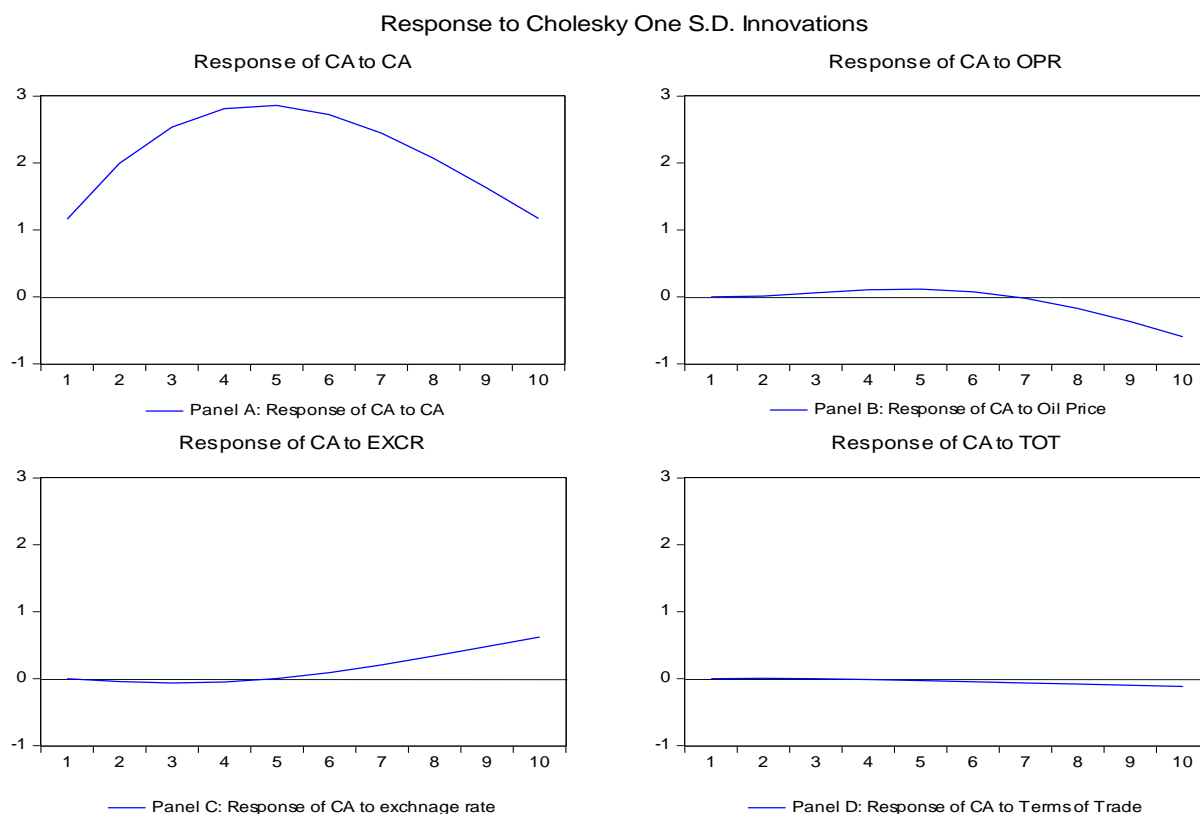 Response to Cholesky One S.D. Innovations
Response of CA to CA
3
2
1
0
-1
1 2 3 4 5 6 7 8 9 10
Panel A: Response of CA to CA
Response of CA to OPR
3
2
1
0
-1
1 2 3 4 5 6 7 8 9 10
Panel B: Response of CA to Oil Price
Response of CA to EXCR
3
2
1
0
-1
1 2 3 4 5 6 7 8 9 10
Panel C: Response of CA to exchnage rate
Response of CA to TOT
3
2
1
0
-1
1 2 3 4 5 6 7 8 9 10
Panel D: Response of CA to Terms of Trade